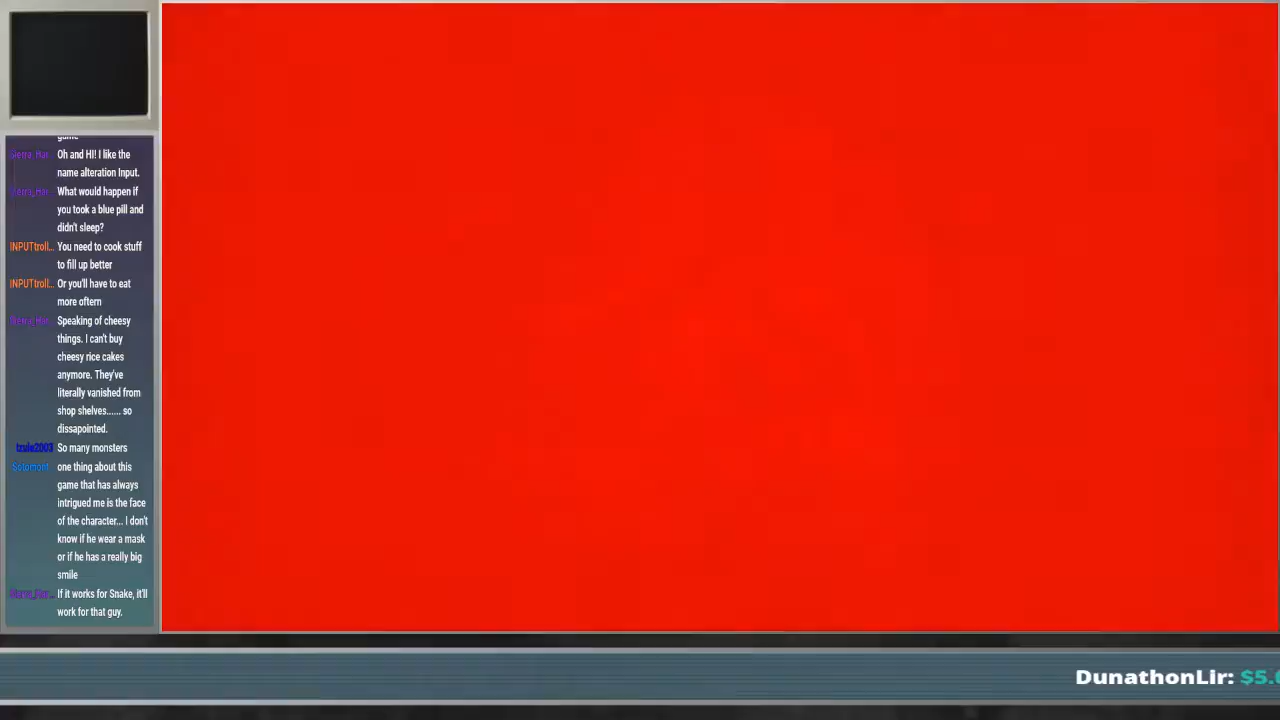 Oh and HI! I like the
name alteration Input.
What would happen if
you took a blue pill and
didn't sleep?
INPUTtroll... You need to cook stuff
to fill up better
INPUTtroll... Or you'll have to eat
more oftern
Speaking of cheesy
things. I can't buy
cheesy rice cakes
anymore. They've
literally vanished from
shop shelves...... so
dissapointed.
So many monsters
one thing about this
game that has always
intrigued me is the face
of the character... I don't
know if he wear a mask
or if he has a really big
smile
If it works for Snake, it'll
work for that guy.
DunathonLir: